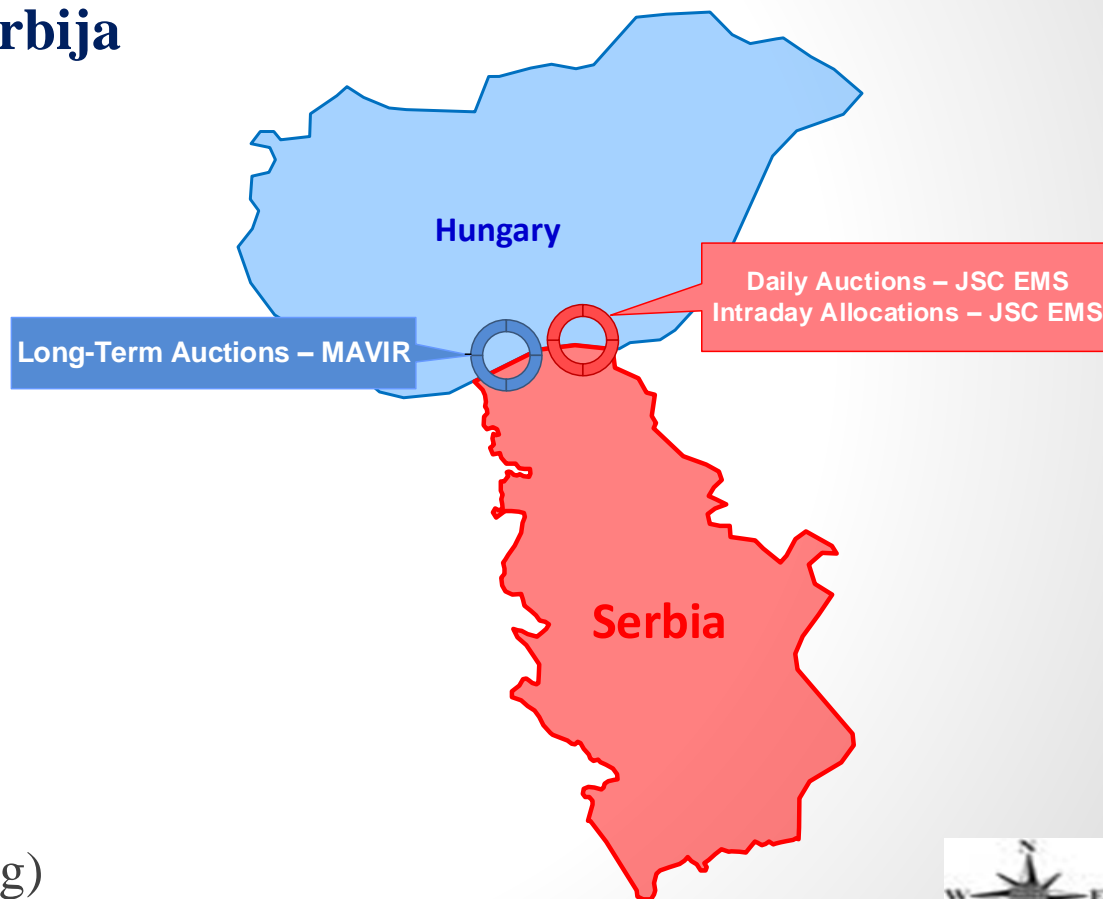 rbija
Hungary
Daily Auctions – JSC EMS
Intraday Allocations – JSC EMS
Long-Term Auctions – MAVIR
Serbia
g)
N
W
E